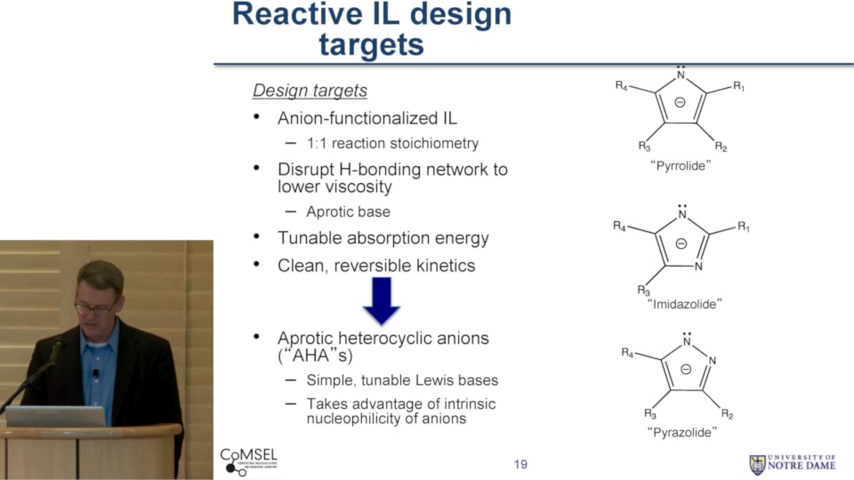 Reactive IL design
targets
Design targets
• Anion-functionalized IL
– 1:1 reaction stoichiometry
• Disrupt H-bonding network to
lower viscosity
– Aprotic base
• Tunable absorption energy
• Clean, reversible kinetics
• Aprotic heterocyclic anions
(“AHA”s)
– Simple, tunable Lewis bases
– Takes advantage of intrinsic
nucleophilicity of anions
N
R4
R1
R3
R2
“Pyrrolide”
N
R4
R1
N
R3
“Imidazolide”
N
R4
N
R3
R2
“Pyrazolide”
CoMSEL
19
UNIVERSITY OF
NOTRE DAME